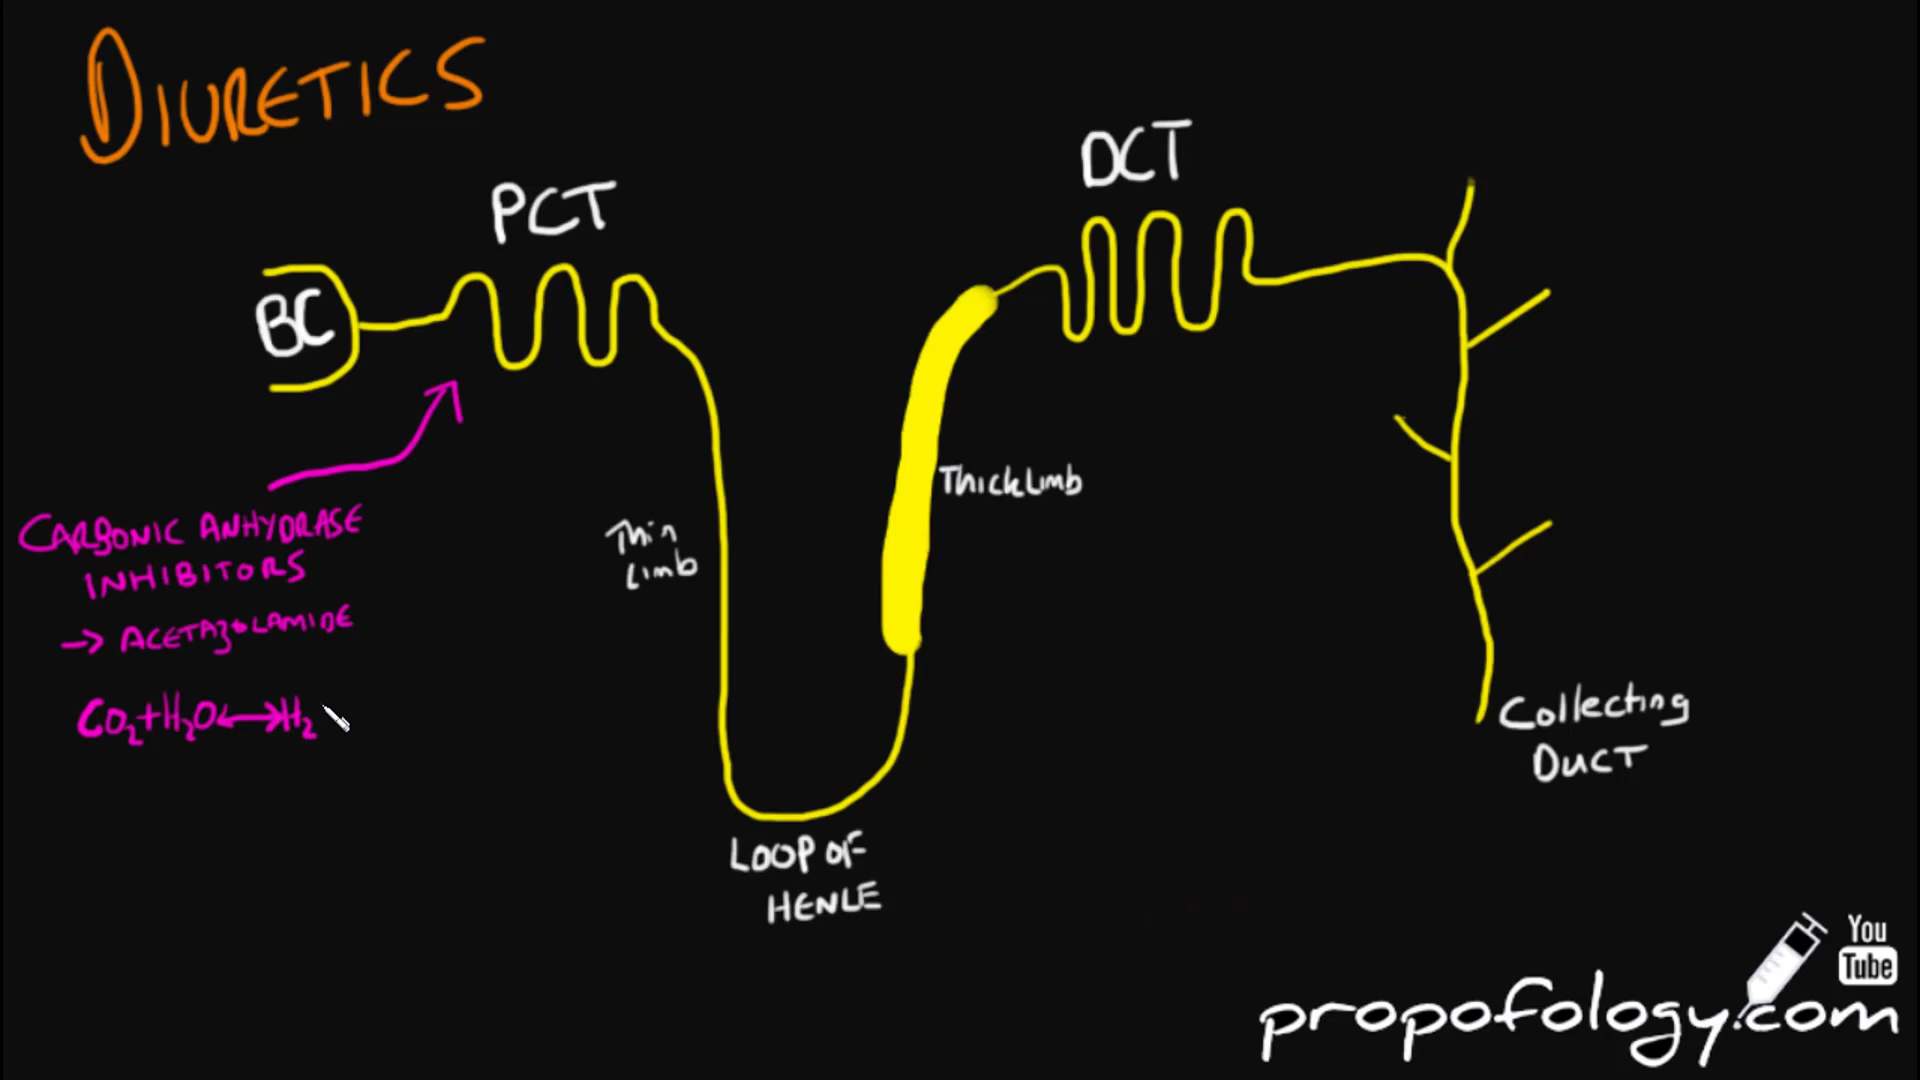 DIURETICS
PCT
DCT
BC
Thick Limb
CARBONIC ANHYDRASE
INHIBITORS
Thin
Limb
→ ACETAZOLAMIDE
CO₂+H₂O↔H₂
Collecting
DUCT
LOOP OF
HENLE
You
Tube
propofology.com